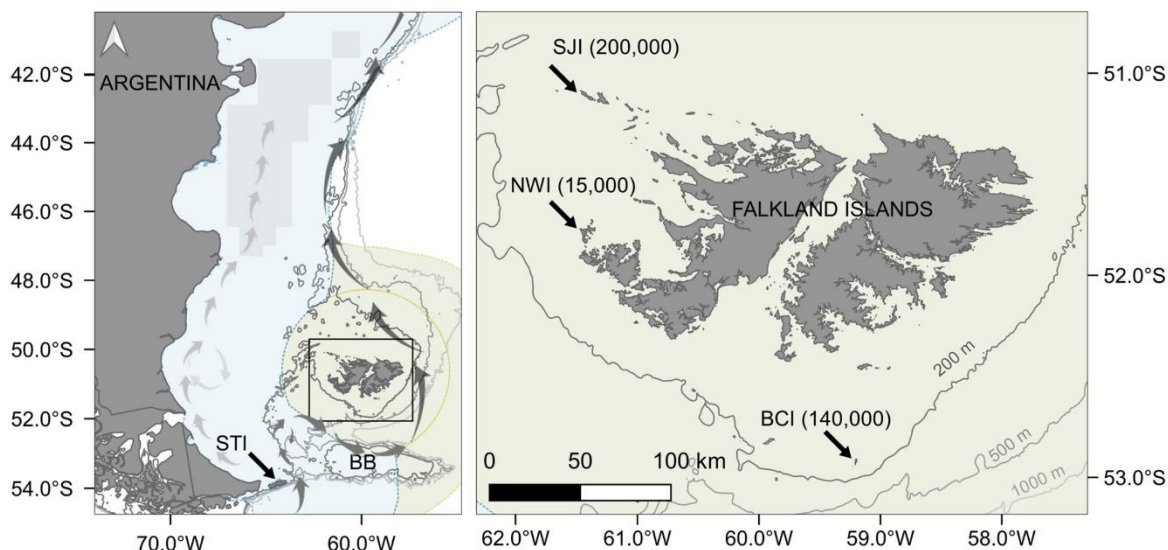 42.0°S
44.0°S
46.0°S
48.0°S
50.0°S
52.0°S
54.0°S
ARGENTINA
STI
BB
70.0°W
60.0°W
SJI (200,000)
NWI (15,000)
FALKLAND ISLANDS
BCI (140,000)
200 m
500 m
1000 m
0
50
100 km
51.0°S
52.0°S
53.0°S
62.0°W
61.0°W
60.0°W
59.0°W
58.0°W